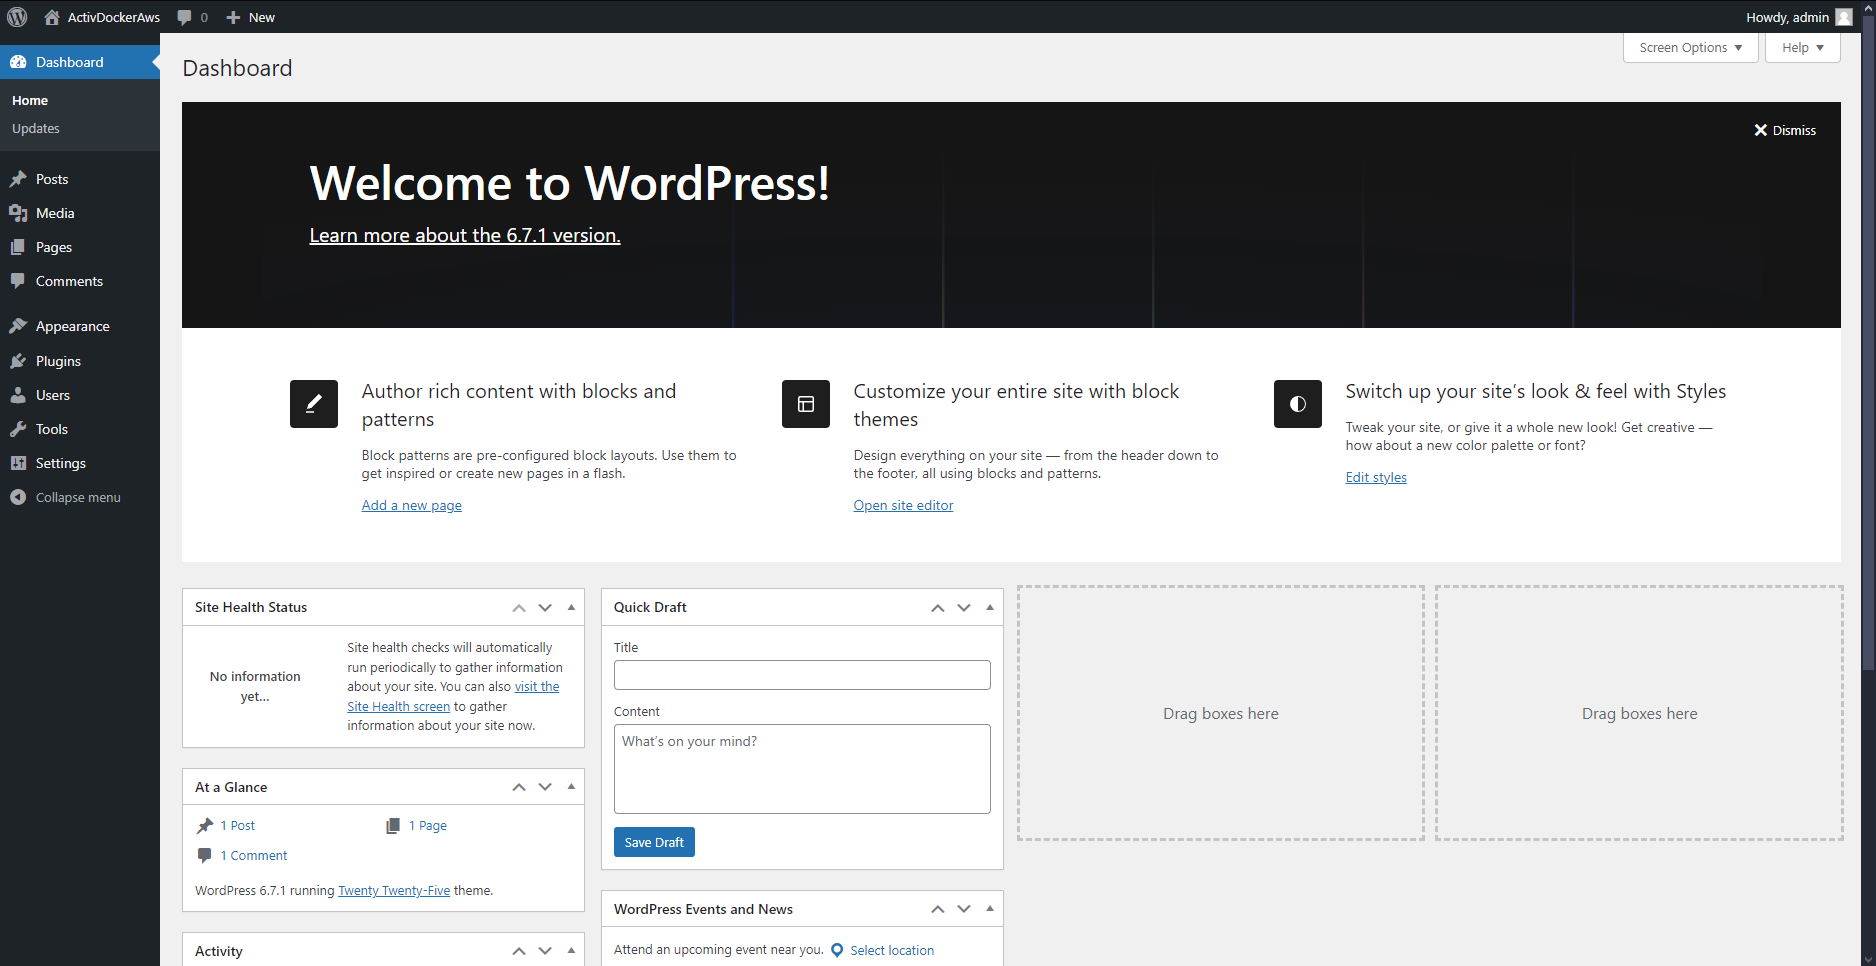 ActivDockerAws
0
New
Howdy, admin
Dashboard
Home
Updates
Posts
Media
Pages
Comments
Appearance
Plugins
Users
Tools
Settings
Collapse menu
Screen Options
Help
Dashboard
Dismiss
Welcome to WordPress!
Learn more about the 6.7.1 version.
Author rich content with blocks and
patterns
Block patterns are pre-configured block layouts. Use them to
get inspired or create new pages in a flash.
Add a new page
Customize your entire site with block
themes
Design everything on your site — from the header down to
the footer, all using blocks and patterns.
Open site editor
Switch up your site’s look & feel with Styles
Tweak your site, or give it a whole new look! Get creative —
how about a new color palette or font?
Edit styles
Site Health Status
No information
yet…
Site health checks will automatically
run periodically to gather information
about your site. You can also visit the
Site Health screen to gather
information about your site now.
At a Glance
1 Post
1 Page
1 Comment
WordPress 6.7.1 running Twenty Twenty-Five theme.
Activity
Quick Draft
Title
Content
What’s on your mind?
Save Draft
WordPress Events and News
Attend an upcoming event near you.
Select location
Drag boxes here
Drag boxes here